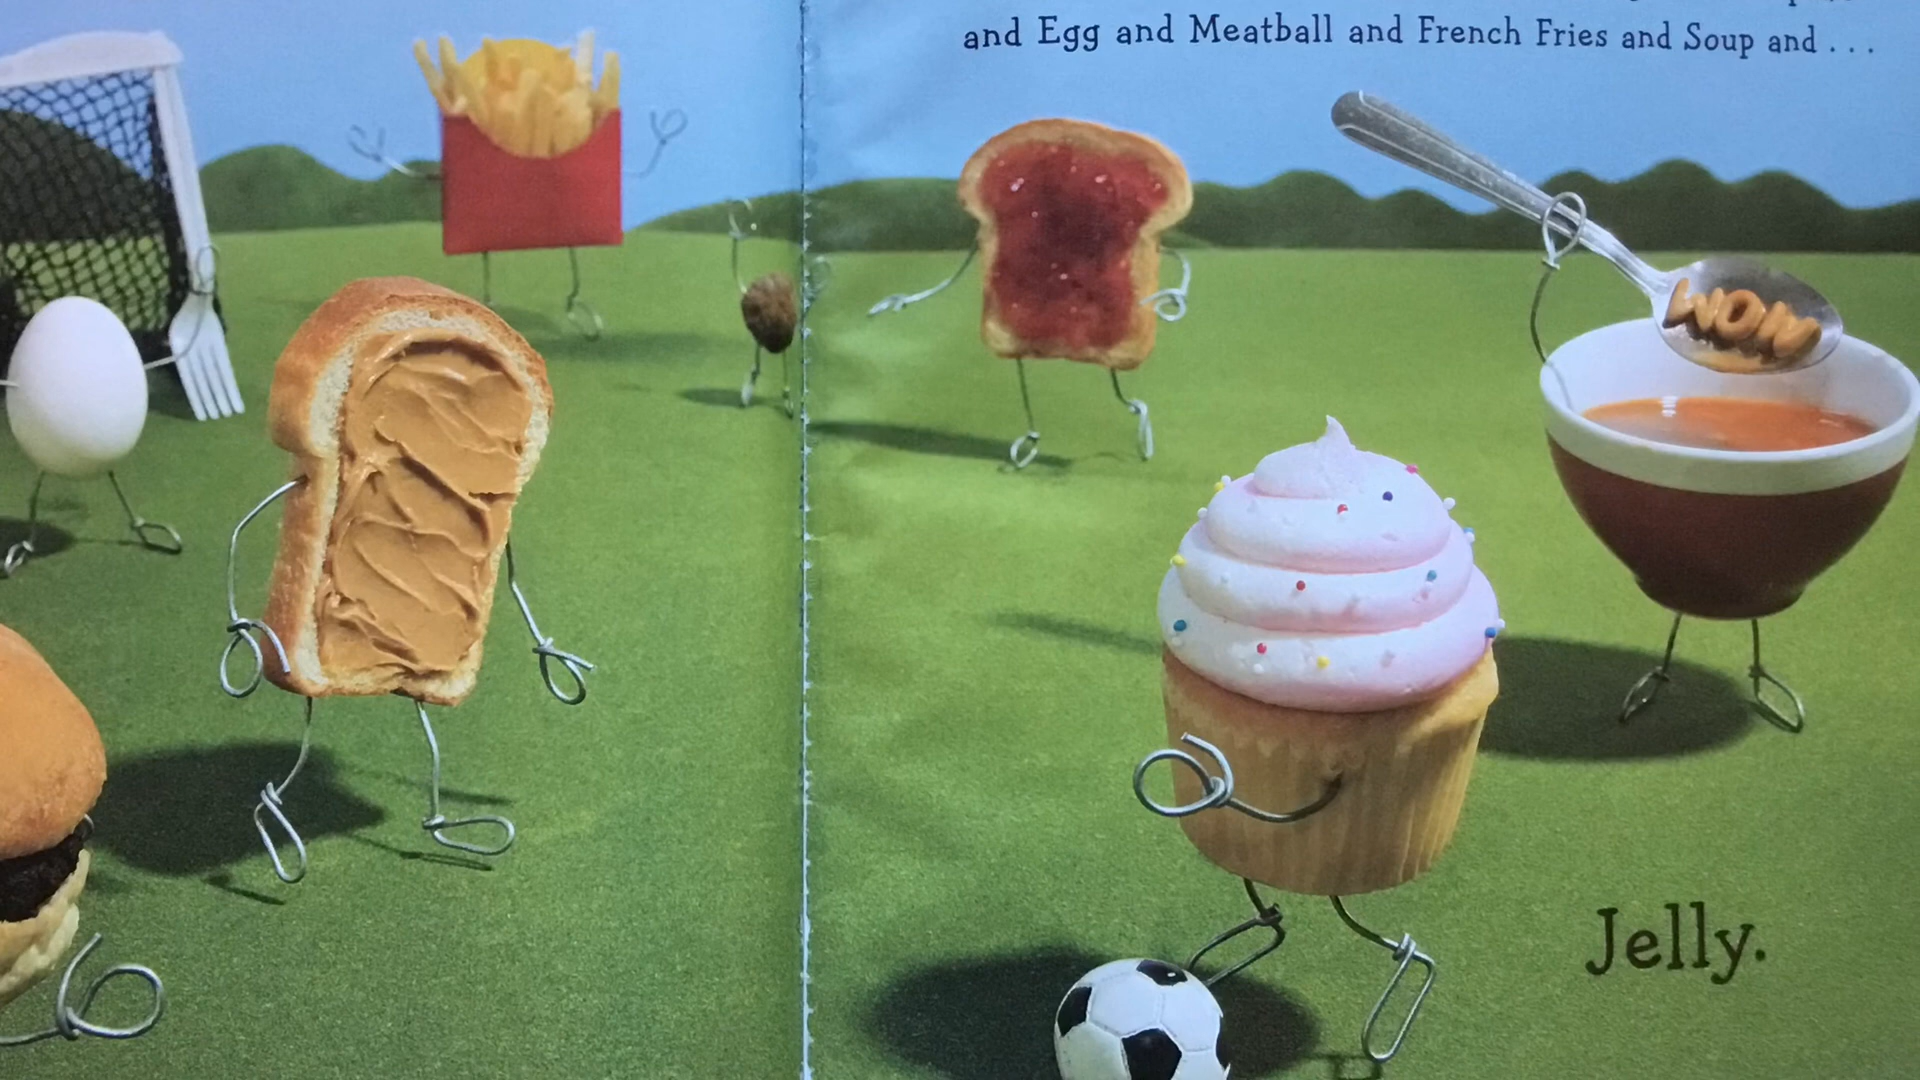 and Egg and Meatball and French Fries and Soup and . . .
WOW
Jelly.